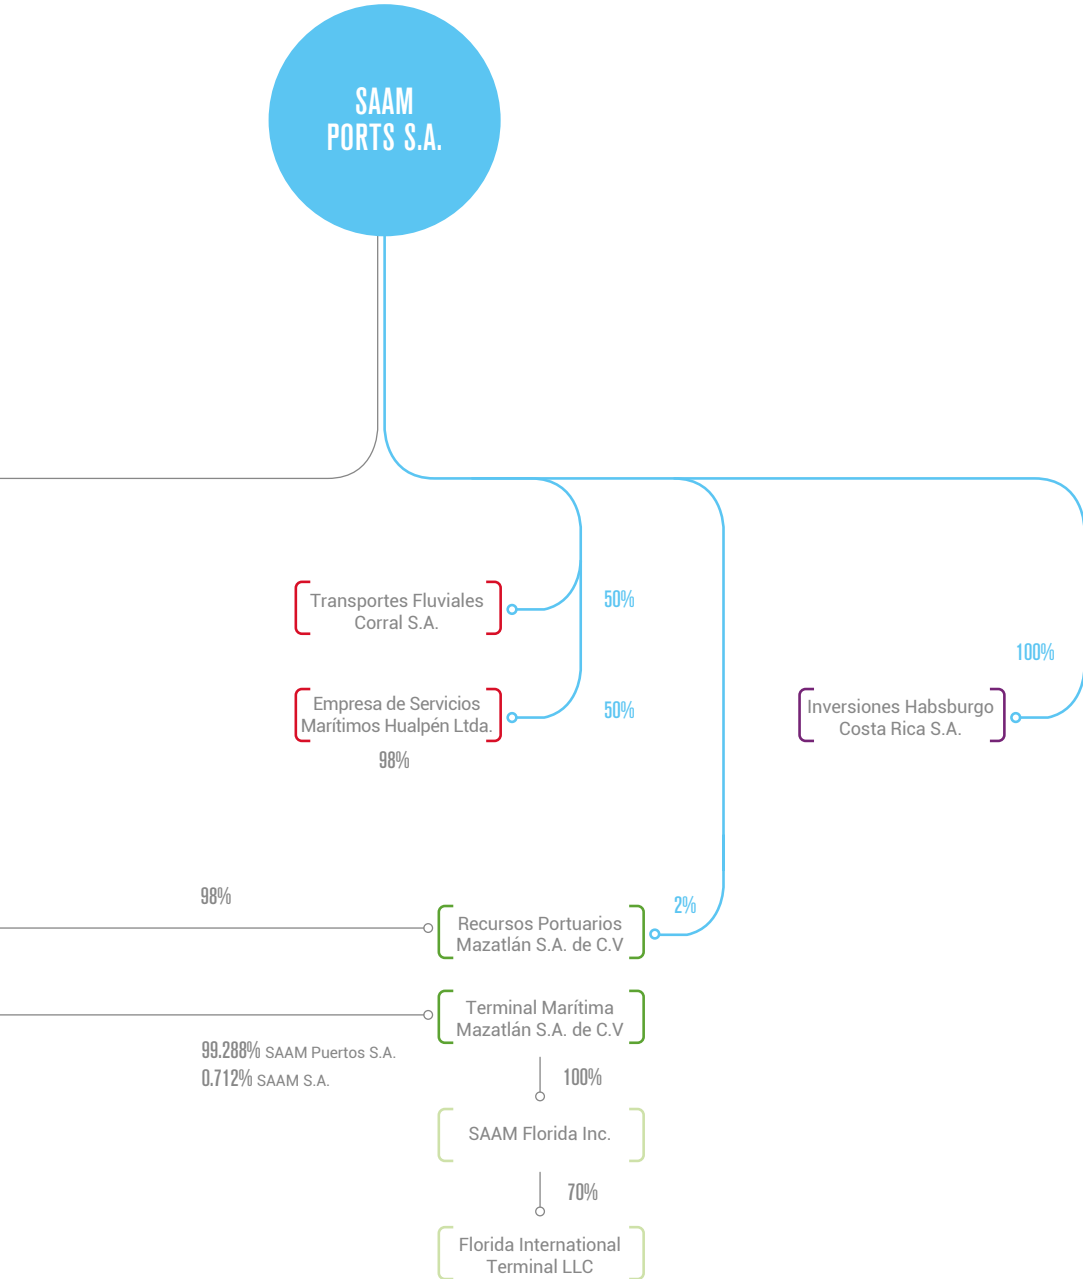 SAAM
PORTS S.A.
Transportes Fluviales
Corral S.A.
50%
100%
Empresa de Servicios
Marítimos Hualpén Ltda.
50%
Inversiones Habsburgo
Costa Rica S.A.
98%
98%
2%
Recursos Portuarios
Mazatlán S.A. de C.V
Terminal Marítima
Mazatlán S.A. de C.V
99.288% SAAM Puertos S.A.
0.712% SAAM S.A.
100%
SAAM Florida Inc.
70%
Florida International
Terminal LLC